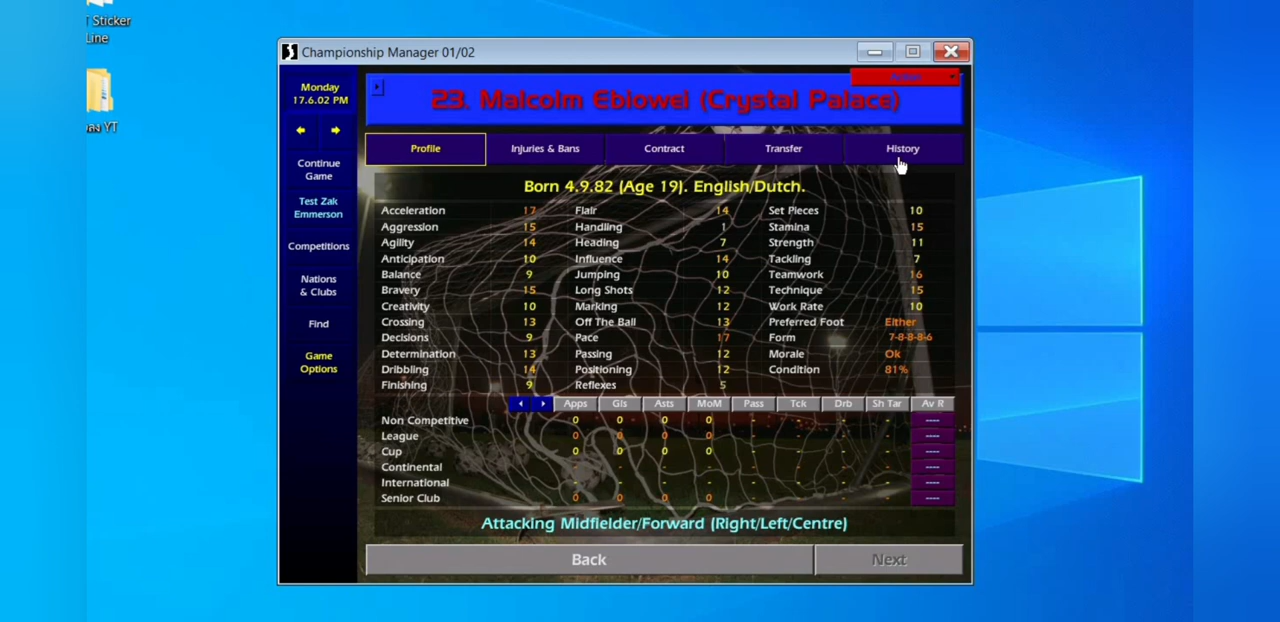 T Sticker
Line
YT
Championship Manager 01/02
Monday
17.6.02 PM
Continue
Game
Test Zak
Emmerson
Competitions
Nations
& Clubs
Find
Game
Options
Action
23. Malcolm Ebiowei (Crystal Palace)
Profile Injuries & Bans Contract Transfer History
Born 4.9.82 (Age 19). English/Dutch.
Acceleration 17 Flair 14 Set Pieces 10
Aggression 15 Handling 1 Stamina 15
Agility 14 Heading 7 Strength 11
Anticipation 10 Influence 14 Tackling 7
Balance 9 Jumping 10 Teamwork 16
Bravery 15 Long Shots 12 Technique 15
Creativity 10 Marking 12 Work Rate 10
Crossing 13 Off The Ball 13 Preferred Foot Either
Decisions 9 Pace 17 Form 7-8-8-8-6
Determination 13 Passing 12 Morale Ok
Dribbling 14 Positioning 12 Condition 81%
Finishing 9 Reflexes 5
Apps Gls Asts MoM Pass Tck Drb Sh Tar Av R
Non Competitive 0 0 0 0 - - - - ----
League 0 0 0 0 - - - - ----
Cup 0 0 0 0 - - - - ----
Continental - - - - - - - - ----
International - - - - - - - - ----
Senior Club 0 0 0 0 - - - - ----
Attacking Midfielder/Forward (Right/Left/Centre)
Back Next